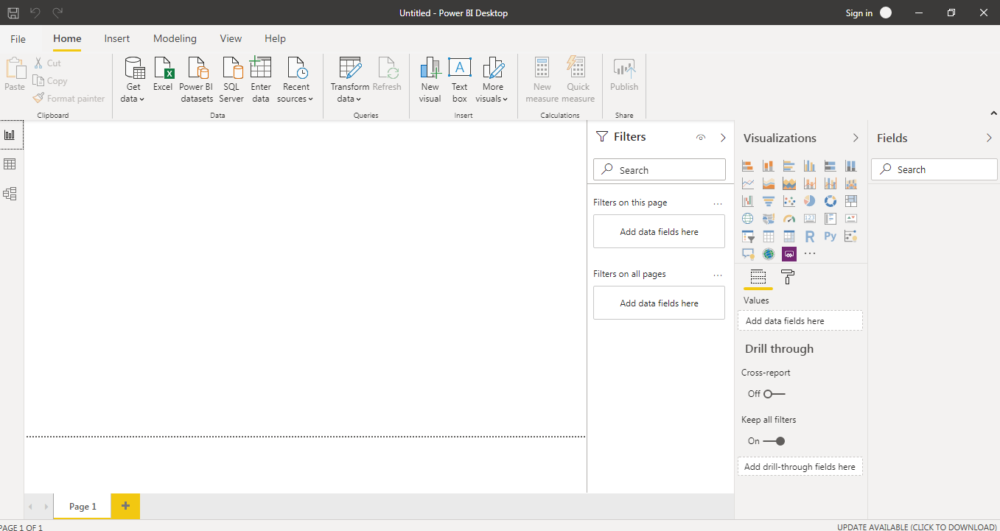 Untitled - Power BI Desktop
Sign in
File Home Insert Modeling View Help
Paste
Cut
Copy
Format painter
Clipboard
Get data
Excel
Power BI datasets
SQL Server
Enter data
Recent sources
Data
Transform data
Refresh
Queries
New visual
Text box
More visuals
Insert
New measure
Quick measure
Calculations
Publish
Share
Filters
Search
Filters on this page ...
Add data fields here
Filters on all pages ...
Add data fields here
Visualizations
123
R Py
...
Values
Add data fields here
Drill through
Cross-report
Off
Keep all filters
On
Add drill-through fields here
Fields
Search
Page 1
+
PAGE 1 OF 1
UPDATE AVAILABLE (CLICK TO DOWNLOAD)